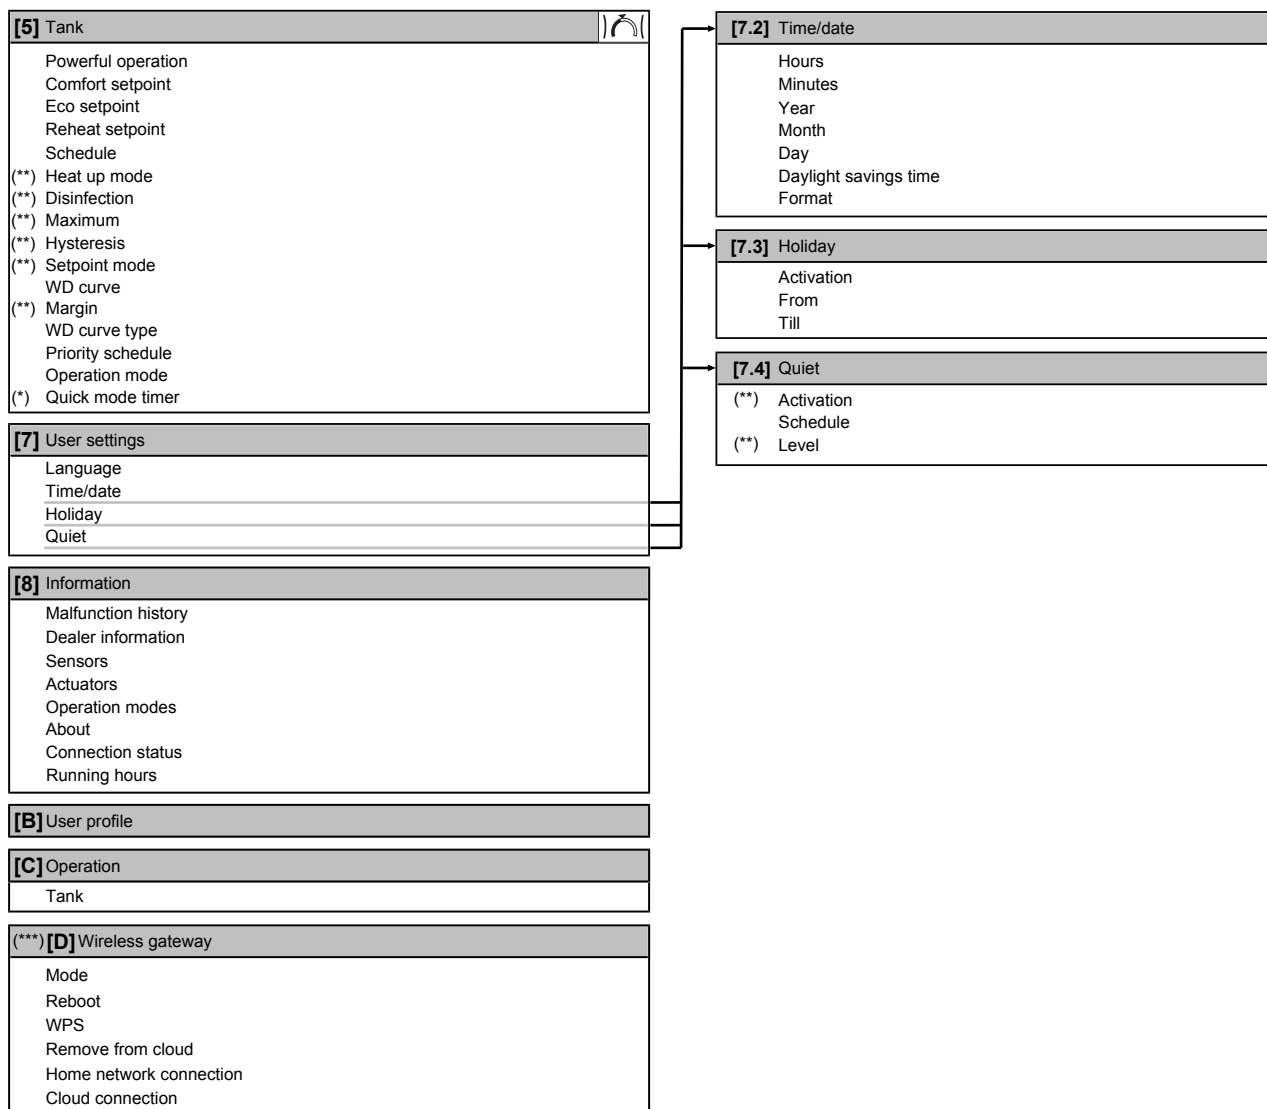 [5] Tank
Powerful operation
Comfort setpoint
Eco setpoint
Reheat setpoint
Schedule
(**) Heat up mode
(**) Disinfection
(**) Maximum
(**) Hysteresis
(**) Setpoint mode
WD curve
(**) Margin
WD curve type
Priority schedule
Operation mode
(*) Quick mode timer
[7] User settings
Language
Time/date
Holiday
Quiet
[8] Information
Malfunction history
Dealer information
Sensors
Actuators
Operation modes
About
Connection status
Running hours
[B] User profile
[C] Operation
Tank
(***) [D] Wireless gateway
Mode
Reboot
WPS
Remove from cloud
Home network connection
Cloud connection
[7.2] Time/date
Hours
Minutes
Year
Month
Day
Daylight savings time
Format
[7.3] Holiday
Activation
From
Till
[7.4] Quiet
(**) Activation
Schedule
(**) Level